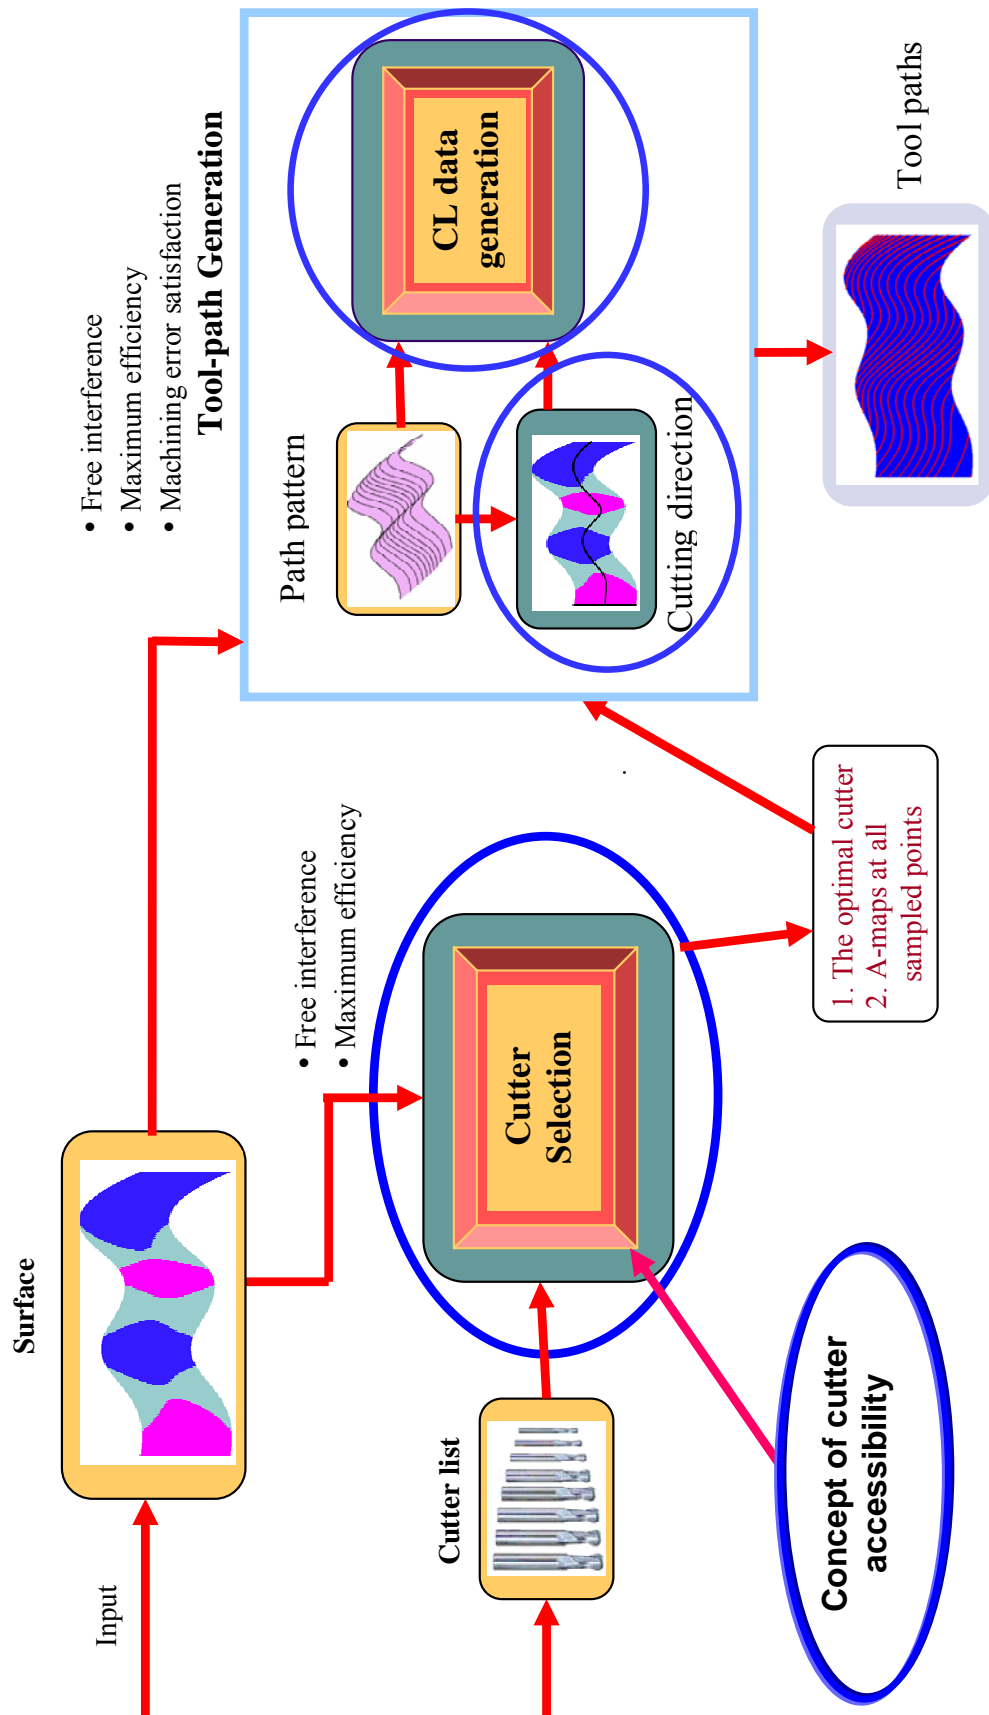 Input
Surface
Cutter list
Concept of cutter
accessibility
• Free interference
• Maximum efficiency
Cutter
Selection
1. The optimal cutter
2. A-maps at all
sampled points
• Free interference
• Maximum efficiency
• Machining error satisfaction
Tool-path Generation
Path pattern
Cutting direction
CL data
generation
Tool paths